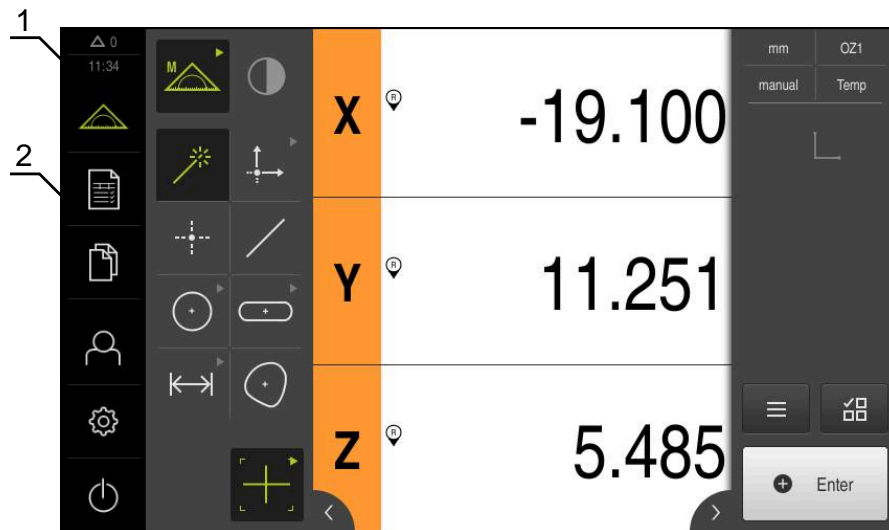 1
0
11:34
2
M
X
R
-19.100
Y
R
11.251
Z
R
5.485
mm
OZ1
manual
Temp
Enter